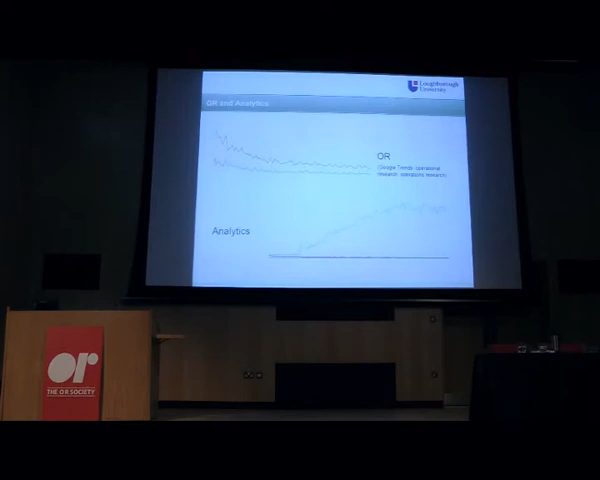 Loughborough
University
OR and Analytics
OR
(Google Trends: operational
research, operations research)
Analytics
or
THE OR SOCIETY